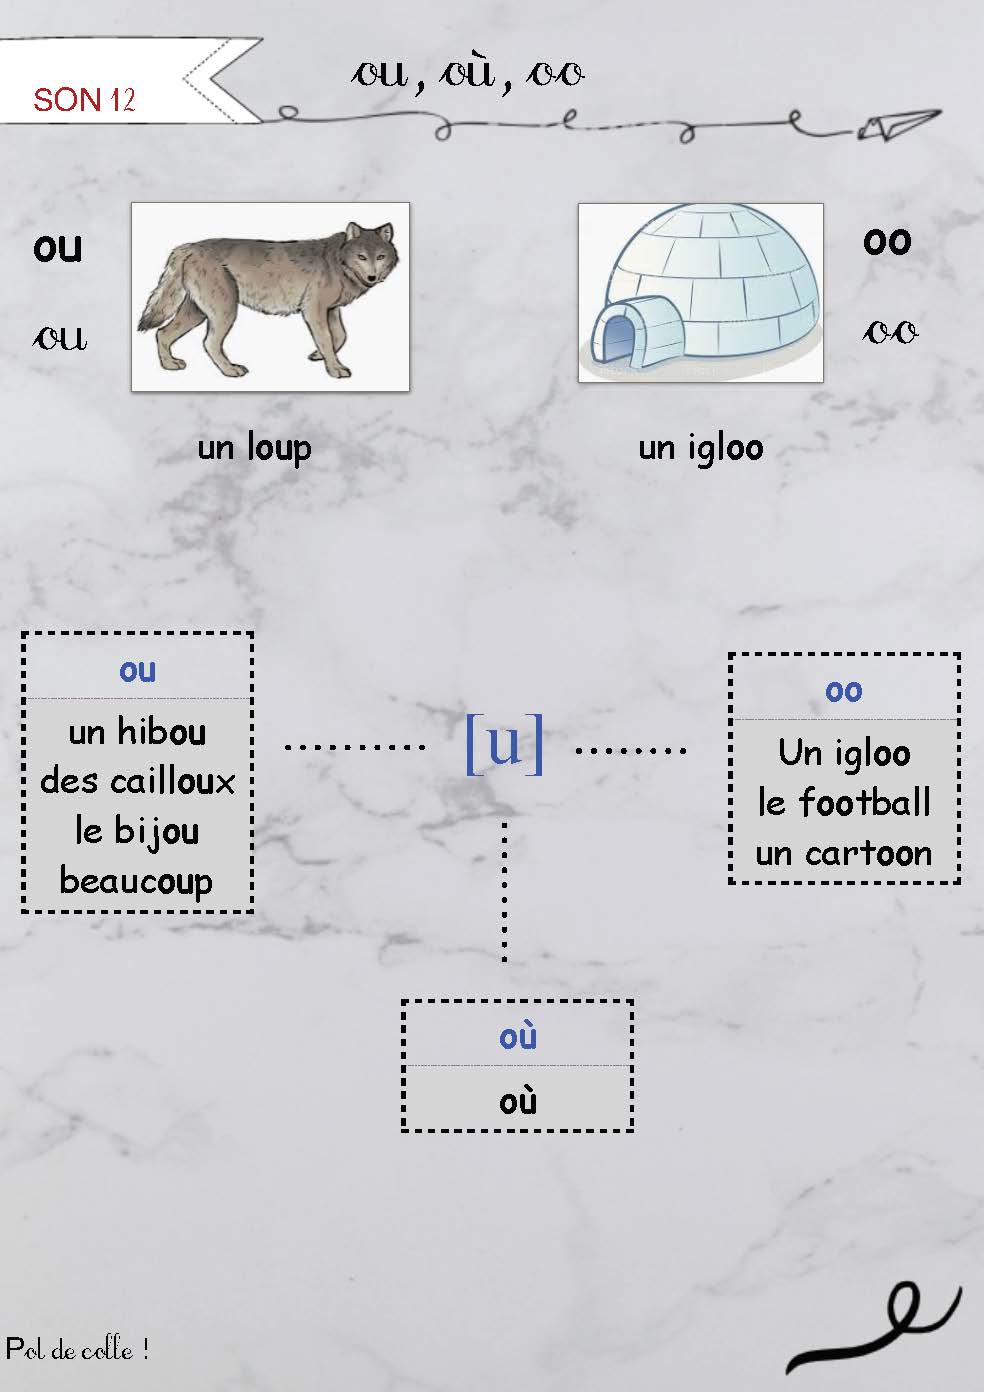 SON 12
ou, où, oo
ou
ou
oo
oo
un loup
un igloo
ou
un hibou
des cailloux
le bijou
beaucoup
[u]
oo
Un igloo
le football
un cartoon
où
où
Pol de colle !